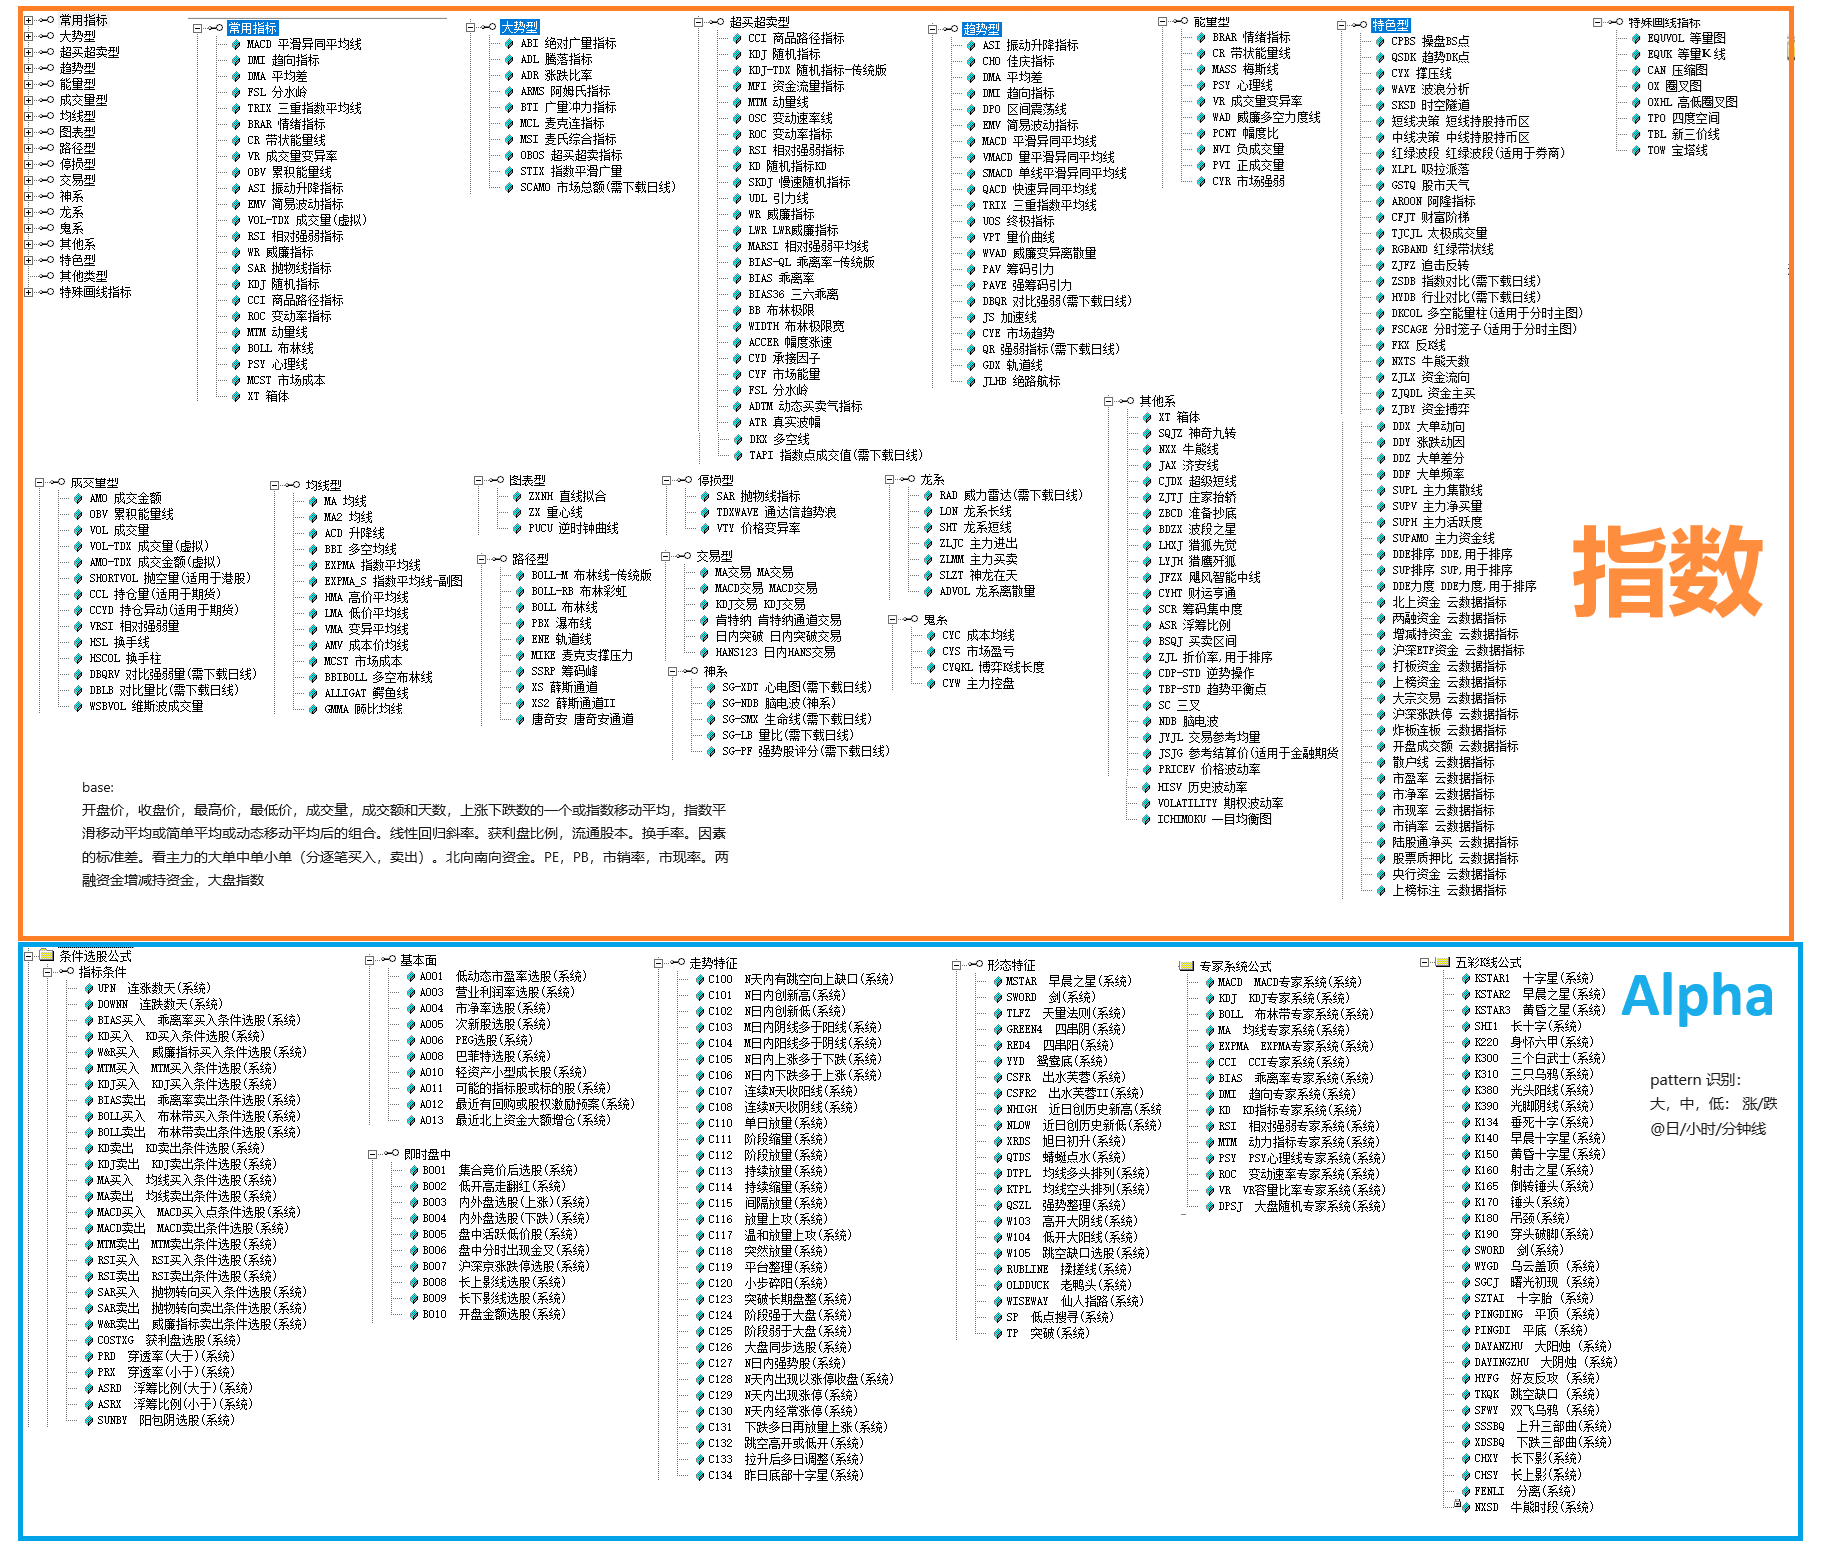 常用指标
大势型
超买超卖型
趋势型
能量型
成交量型
均线型
图表型
路径型
停损型
交易型
神系
龙系
鬼系
其他系
特色型
其他类型
特殊画线指标
常用指标
MACD 平滑异同平均线
DMI 趋向指标
DMA 平均差
FSL 分水岭
TRIX 三重指数平均线
BRAR 情绪指标
CR 带状能量线
VR 成交量变异率
OBV 累积能量线
ASI 振动升降指标
EMV 简易波动指标
VOL-TDX 成交量(虚拟)
RSI 相对强弱指标
WR 威廉指标
SAR 抛物线指标
KDJ 随机指标
CCI 商品路径指标
ROC 变动率指标
MTM 动量线
BOLL 布林线
PSY 心理线
MCST 市场成本
XT 箱体
大势型
ABI 绝对广量指标
ADL 腾落指标
ADR 涨跌比率
ARMS 阿姆氏指标
BTI 广量冲力指标
MCL 麦克连指标
MSI 麦氏综合指标
OBOS 超买超卖指标
STIX 指数平滑广量
SCAMO 市场总额(需下载日线)
超买超卖型
CCI 商品路径指标
KDJ 随机指标
KDJ-TDX 随机指标-传统版
MFI 资金流量指标
MTM 动量线
OSC 变动速率线
ROC 变动率指标
RSI 相对强弱指标
KD 随机指标KD
SKDJ 慢速随机指标
UDL 引力线
WR 威廉指标
LWR LWR威廉指标
MARSI 相对强弱平均线
BIAS-QL 乖离率-传统版
BIAS 乖离率
BIAS36 三六乖离
BB 布林极限
WIDTH 布林极限宽
ACCER 幅度涨速
CYD 承接因子
CYF 市场能量
FSL 分水岭
ADTM 动态买卖气指标
ATR 真实波幅
DKX 多空线
TAPI 指数点成交值(需下载日线)
趋势型
ASI 振动升降指标
CHO 佳庆指标
DMA 平均差
DMI 趋向指标
DPO 区间震荡线
EMV 简易波动指标
MACD 平滑异同平均线
VMACD 量平滑异同平均线
SMACD 单线平滑异同平均线
QACD 快速异同平均线
TRIX 三重指数平均线
UOS 终极指标
VPT 量价曲线
WVAD 威廉变异离散量
PAV 筹码引力
PAVE 强筹码引力
DBQR 对比强弱(需下载日线)
JS 加速线
CYE 市场趋势
QR 强弱指标(需下载日线)
GDX 轨道线
JLHB 绝路航标
能量型
BRAR 情绪指标
CR 带状能量线
MASS 梅斯线
PSY 心理线
VR 成交量变异率
WAD 威廉多空力度线
PCNT 幅度比
NVI 负成交量
PVI 正成交量
CYR 市场强弱
特色型
CPBS 操盘BS点
QSDK 趋势DK点
CYX 撑压线
WAVE 波浪分析
SKSD 时空隧道
短线决策 短线持股持币区
中线决策 中线持股持币区
红绿波段 红绿波段(适用于券商)
XLPL 吸拉派落
GSTQ 股市天气
AROON 阿隆指标
CFJT 财富阶梯
TJCJL 太极成交量
RGBAND 红绿带状线
ZJFZ 追击反转
ZSDB 指数对比(需下载日线)
HYDB 行业对比(需下载日线)
DKCOL 多空能量柱(适用于分时主图)
FSCAGE 分时笼子(适用于分时主图)
FKX 反K线
NXTS 牛熊天数
ZJLX 资金流向
ZJQDL 资金主买
ZJBY 资金搏弈
DDX 大单动向
DDY 涨跌动因
DDZ 大单差分
DDF 大单频率
SUPL 主力集散线
SUPV 主力净买量
SUPH 主力活跃度
SUPAMO 主力资金线
DDE排序 DDE,用于排序
SUP排序 SUP,用于排序
DDE力度 DDE力度,用于排序
北上资金 云数据指标
两融资金 云数据指标
增减持资金 云数据指标
沪深ETF资金 云数据指标
打板资金 云数据指标
上榜资金 云数据指标
大宗交易 云数据指标
沪深涨跌停 云数据指标
炸板连板 云数据指标
开盘成交额 云数据指标
散户线 云数据指标
市盈率 云数据指标
市净率 云数据指标
市现率 云数据指标
市销率 云数据指标
陆股通净买 云数据指标
股票质押比 云数据指标
央行资金 云数据指标
上榜标注 云数据指标
特殊画线指标
EQUVOL 等量图
EQUK 等量K线
CAN 压缩图
OX 圈叉图
OXHL 高低圈叉图
TPO 四度空间
TBL 新三价线
TOW 宝塔线
其他系
XT 箱体
SQJZ 神奇九转
NXX 牛熊线
JAX 济安线
CJDX 超级短线
ZJTJ 庄家抬轿
ZBCD 准备抄底
BDZX 波段之星
LHXJ 猎狐先觉
LYJH 猎鹰歼狐
JFZX 飓风智能中线
CYHT 财运亨通
SCR 筹码集中度
ASR 浮筹比例
BSQJ 买卖区间
ZJL 折价率,用于排序
CDP-STD 逆势操作
TBP-STD 趋势平衡点
SC 三叉
NDB 脑电波
JYJL 交易参考均量
JSJG 参考结算价(适用于金融期货
PRICEV 价格波动率
HISV 历史波动率
VOLATILITY 期权波动率
ICHIMOKU 一目均衡图
成交量型
AMO 成交金额
OBV 累积能量线
VOL 成交量
VOL-TDX 成交量(虚拟)
AMO-TDX 成交金额(虚拟)
SHORTVOL 抛空量(适用于港股)
CCL 持仓量(适用于期货)
CCYD 持仓异动(适用于期货)
VRSI 相对强弱量
HSL 换手线
HSCOL 换手柱
DBQRV 对比强弱量(需下载日线)
DBLB 对比量比(需下载日线)
WSBVOL 维斯波成交量
均线型
MA 均线
MA2 均线
ACD 升降线
BBI 多空均线
EXPMA 指数平均线
EXPMA_S 指数平均线-副图
HMA 高价平均线
LMA 低价平均线
VMA 变异平均线
AMV 成本价均线
MCST 市场成本
BBIBOLL 多空布林线
ALLIGAT 鳄鱼线
GMMA 顾比均线
图表型
ZXNH 直线拟合
ZX 重心线
PUCU 逆时钟曲线
路径型
BOLL-M 布林线-传统版
BOLL-RB 布林彩虹
BOLL 布林线
PBX 瀑布线
ENE 轨道线
MIKE 麦克支撑压力
SSRP 筹码峰
XS 薛斯通道
XS2 薛斯通道II
唐奇安 唐奇安通道
停损型
SAR 抛物线指标
TDXWAVE 通达信趋势浪
VTY 价格变异率
交易型
MA交易 MA交易
MACD交易 MACD交易
KDJ交易 KDJ交易
肯特纳 肯特纳通道交易
日内突破 日内突破交易
HANS123 日内HANS交易
神系
SG-XDT 心电图(需下载日线)
SG-NDB 脑电波(神系)
SG-SMX 生命线(需下载日线)
SG-LB 量比(需下载日线)
SG-PF 强势股评分(需下载日线)
龙系
RAD 威力雷达(需下载日线)
LON 龙系长线
SHT 龙系短线
ZLJC 主力进出
ZLMM 主力买卖
SLZT 神龙在天
ADVOL 龙系离散量
鬼系
CYC 成本均线
CYS 市场盈亏
CYQKL 博弈K线长度
CYW 主力控盘
指数
base:
开盘价，收盘价，最高价，最低价，成交量，成交额和天数，上涨下跌数的一个或指数移动平均，指数平
滑移动平均或简单平均或动态移动平均后的组合。线性回归斜率。获利盘比例，流通股本。换手率。因素
的标准差。看主力的大单中单小单（分逐笔买入，卖出）。北向南向资金。PE，PB，市销率，市现率。两
融资金增减持资金，大盘指数
条件选股公式
指标条件
UPN 连涨数天(系统)
DOWNN 连跌数天(系统)
BIAS买入 乖离率买入条件选股(系统)
KD买入 KD买入条件选股(系统)
W&R买入 威廉指标买入条件选股(系统)
MTM买入 MTM买入条件选股(系统)
KDJ买入 KDJ买入条件选股(系统)
BIAS卖出 乖离率卖出条件选股(系统)
BOLL买入 布林带买入条件选股(系统)
BOLL卖出 布林带卖出条件选股(系统)
KD卖出 KD卖出条件选股(系统)
KDJ卖出 KDJ卖出条件选股(系统)
MA买入 均线买入条件选股(系统)
MA卖出 均线卖出条件选股(系统)
MACD买入 MACD买入点条件选股(系统)
MACD卖出 MACD卖出条件选股(系统)
MTM卖出 MTM卖出条件选股(系统)
RSI买入 RSI买入条件选股(系统)
RSI卖出 RSI卖出条件选股(系统)
SAR买入 抛物转向买入条件选股(系统)
SAR卖出 抛物转向卖出条件选股(系统)
W&R卖出 威廉指标卖出条件选股(系统)
COSTXG 获利盘选股(系统)
PRD 穿透率(大于)(系统)
PRX 穿透率(小于)(系统)
ASRD 浮筹比例(大于)(系统)
ASRX 浮筹比例(小于)(系统)
SUNBY 阳包阴选股(系统)
基本面
A001 低动态市盈率选股(系统)
A003 营业利润率选股(系统)
A004 市净率选股(系统)
A005 次新股选股(系统)
A006 PEG选股(系统)
A008 巴菲特选股(系统)
A010 轻资产小型成长股(系统)
A011 可能的指标股或标的股(系统)
A012 最近有回购或股权激励预案(系统)
A013 最近北上资金大额增仓(系统)
即时盘中
B001 集合竞价后选股(系统)
B002 低开高走翻红(系统)
B003 内外盘选股(上涨)(系统)
B004 内外盘选股(下跌)(系统)
B005 盘中活跃低价股(系统)
B006 盘中分时出现金叉(系统)
B007 沪深京涨跌停选股(系统)
B008 长上影线选股(系统)
B009 长下影线选股(系统)
B010 开盘金额选股(系统)
走势特征
C100 N天内有跳空向上缺口(系统)
C101 N日内创新高(系统)
C102 N日内创新低(系统)
C103 M日内阴线多于阳线(系统)
C104 M日内阳线多于阴线(系统)
C105 N日内上涨多于下跌(系统)
C106 N日内下跌多于上涨(系统)
C107 连续N天收阳线(系统)
C108 连续N天收阴线(系统)
C110 单日放量(系统)
C111 阶段缩量(系统)
C112 阶段放量(系统)
C113 持续放量(系统)
C114 持续缩量(系统)
C115 间隔放量(系统)
C116 放量上攻(系统)
C117 温和放量上攻(系统)
C118 突然放量(系统)
C119 平台整理(系统)
C120 小步碎阳(系统)
C123 突破长期盘整(系统)
C124 阶段强于大盘(系统)
C125 阶段弱于大盘(系统)
C126 大盘同步选股(系统)
C127 N日内强势股(系统)
C128 N天内出现以涨停收盘(系统)
C129 N天内出现涨停(系统)
C130 N天内经常涨停(系统)
C131 下跌多日再放量上涨(系统)
C132 跳空高开或低开(系统)
C133 拉升后多日调整(系统)
C134 昨日底部十字星(系统)
形态特征
MSTAR 早晨之星(系统)
SWORD 剑(系统)
TLFZ 天量法则(系统)
GREEN4 四串阴(系统)
RED4 四串阳(系统)
YYD 鸳鸯底(系统)
CSFR 出水芙蓉(系统)
CSFR2 出水芙蓉II(系统)
NHIGH 近日创历史新高(系统
NLOW 近日创历史新低(系统)
XRDS 旭日初升(系统)
QTDS 蜻蜓点水(系统)
DTPL 均线多头排列(系统)
KTPL 均线空头排列(系统)
QSZL 强势整理(系统)
W103 高开大阴线(系统)
W104 低开大阳线(系统)
W105 跳空缺口选股(系统)
RUBLINE 揉搓线(系统)
OLDDUCK 老鸭头(系统)
WISEWAY 仙人指路(系统)
SP 低点搜寻(系统)
TP 突破(系统)
专家系统公式
MACD MACD专家系统(系统)
KDJ KDJ专家系统(系统)
BOLL 布林带专家系统(系统)
MA 均线专家系统(系统)
EXPMA EXPMA专家系统(系统)
CCI CCI专家系统(系统)
BIAS 乖离率专家系统(系统)
DMI 趋向专家系统(系统)
KD KD指标专家系统(系统)
RSI 相对强弱专家系统(系统)
MTM 动力指标专家系统(系统)
PSY PSY心理线专家系统(系统)
ROC 变动速率专家系统(系统)
VR VR容量比率专家系统(系统)
DPSJ 大盘随机专家系统(系统)
五彩K线公式
KSTAR1 十字星(系统)
KSTAR2 早晨之星(系统)
KSTAR3 黄昏之星(系统)
SHI1 长十字(系统)
K220 身怀六甲(系统)
K300 三个白武士(系统)
K310 三只乌鸦(系统)
K380 光头阳线(系统)
K390 光脚阴线(系统)
K134 垂死十字(系统)
K140 早晨十字星(系统)
K150 黄昏十字星(系统)
K160 射击之星(系统)
K165 倒转锤头(系统)
K170 锤头(系统)
K180 吊颈(系统)
K190 穿头破脚(系统)
SWORD 剑(系统)
WYGD 乌云盖顶 (系统)
SGCJ 曙光初现 (系统)
SZTAI 十字胎 (系统)
PINGDING 平顶 (系统)
PINGDI 平底 (系统)
DAYANZHU 大阳烛 (系统)
DAYINGZHU 大阴烛 (系统)
HYFG 好友反攻 (系统)
TKQK 跳空缺口 (系统)
SFWY 双飞乌鸦 (系统)
SSSBQ 上升三部曲(系统)
XDSBQ 下跌三部曲(系统)
CHXY 长下影(系统)
CHSY 长上影(系统)
FENLI 分离(系统)
NXSD 牛熊时段(系统)
Alpha
pattern 识别：
大，中，低： 涨/跌
@日/小时/分钟线